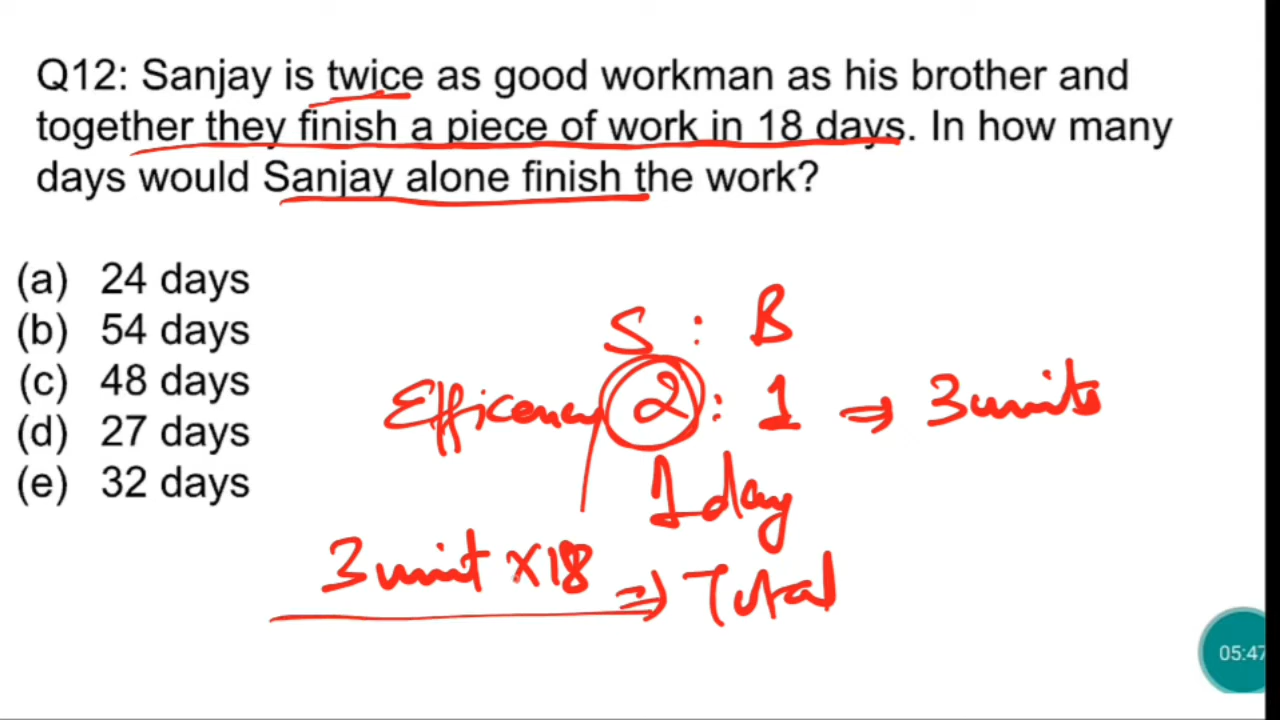 Q12: Sanjay is twice as good workman as his brother and
together they finish a piece of work in 18 days. In how many
days would Sanjay alone finish the work?
(a) 24 days
(b) 54 days
(c) 48 days
(d) 27 days
(e) 32 days
S : B
Efficency 2 : 1 ⇒ 3 units
1 day
3 unit × 18 ⇒ Total
05:47